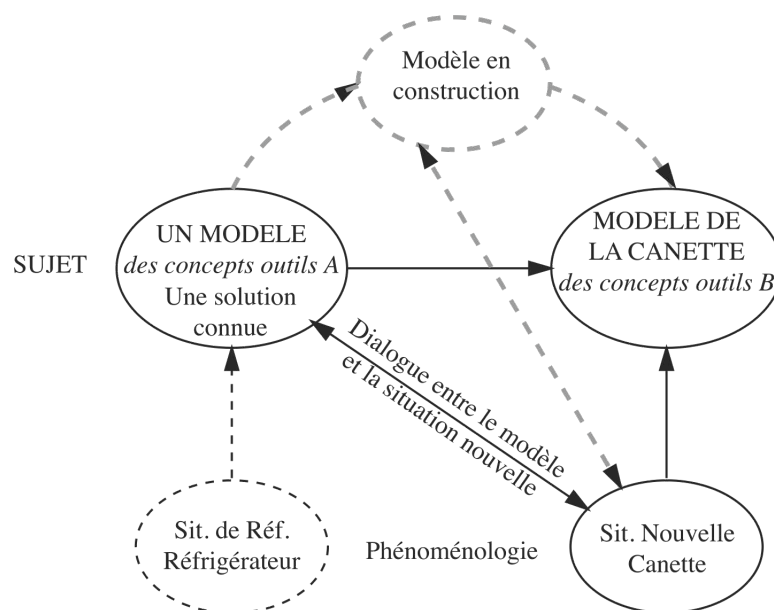 Modèle en
construction
SUJET
UN MODELE
des concepts outils A
Une solution
connue
MODELE DE
LA CANETTE
des concepts outils B
Dialogue entre le modèle
et la situation nouvelle
Sit. de Réf.
Réfrigérateur
Phénoménologie
Sit. Nouvelle
Canette